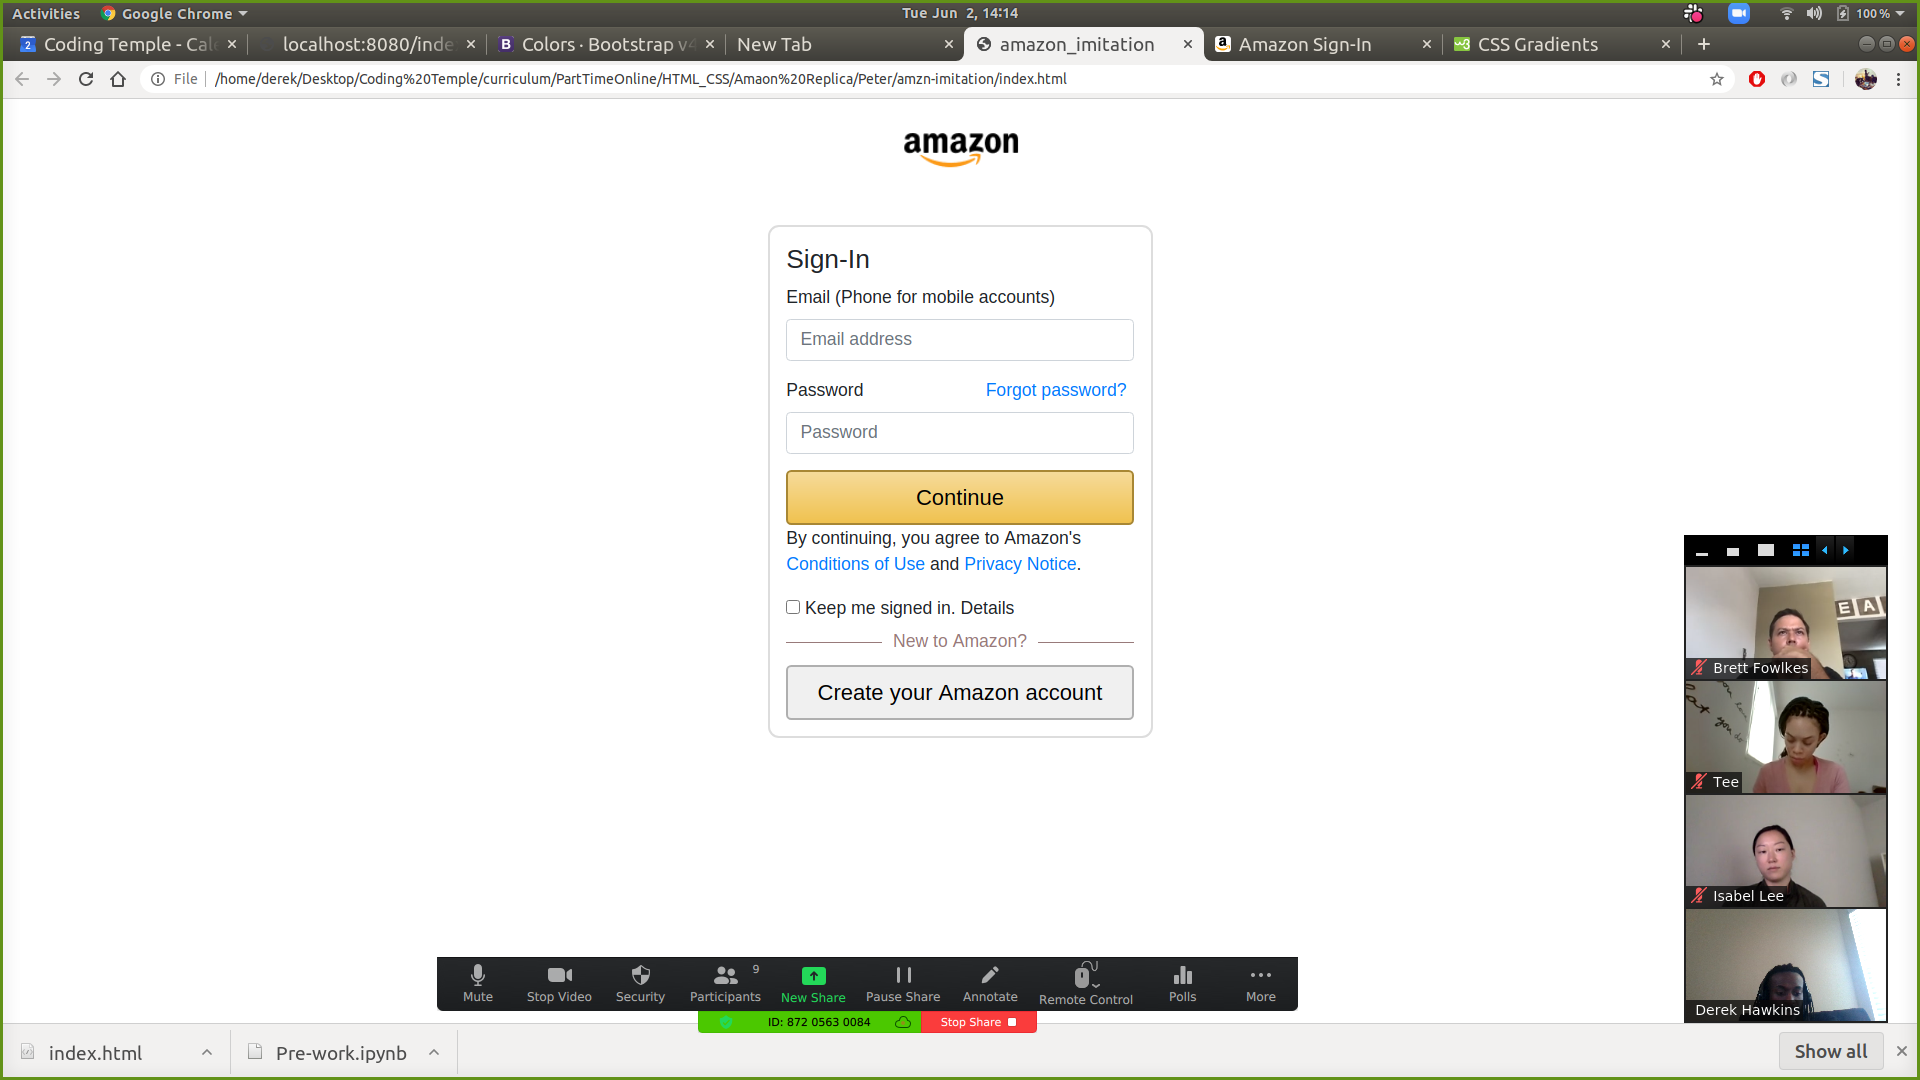 Activities
Google Chrome
Tue Jun 2, 14:14
100 %
2
Coding Temple - Cal
localhost:8080/inde
B
Colors · Bootstrap v4
New Tab
amazon_imitation
a
Amazon Sign-In
CSS Gradients
File
/home/derek/Desktop/Coding%20Temple/curriculum/PartTimeOnline/HTML_CSS/Amaon%20Replica/Peter/amzn-imitation/index.html
amazon
Sign-In
Email (Phone for mobile accounts)
Email address
Password
Forgot password?
Password
Continue
By continuing, you agree to Amazon's
Conditions of Use and Privacy Notice.
Keep me signed in. Details
New to Amazon?
Create your Amazon account
E A
Brett Fowlkes
Tee
Isabel Lee
Derek Hawkins
Mute
Stop Video
Security
Participants
9
New Share
Pause Share
Annotate
Remote Control
Polls
More
ID: 872 0563 0084
Stop Share
index.html
Pre-work.ipynb
Show all